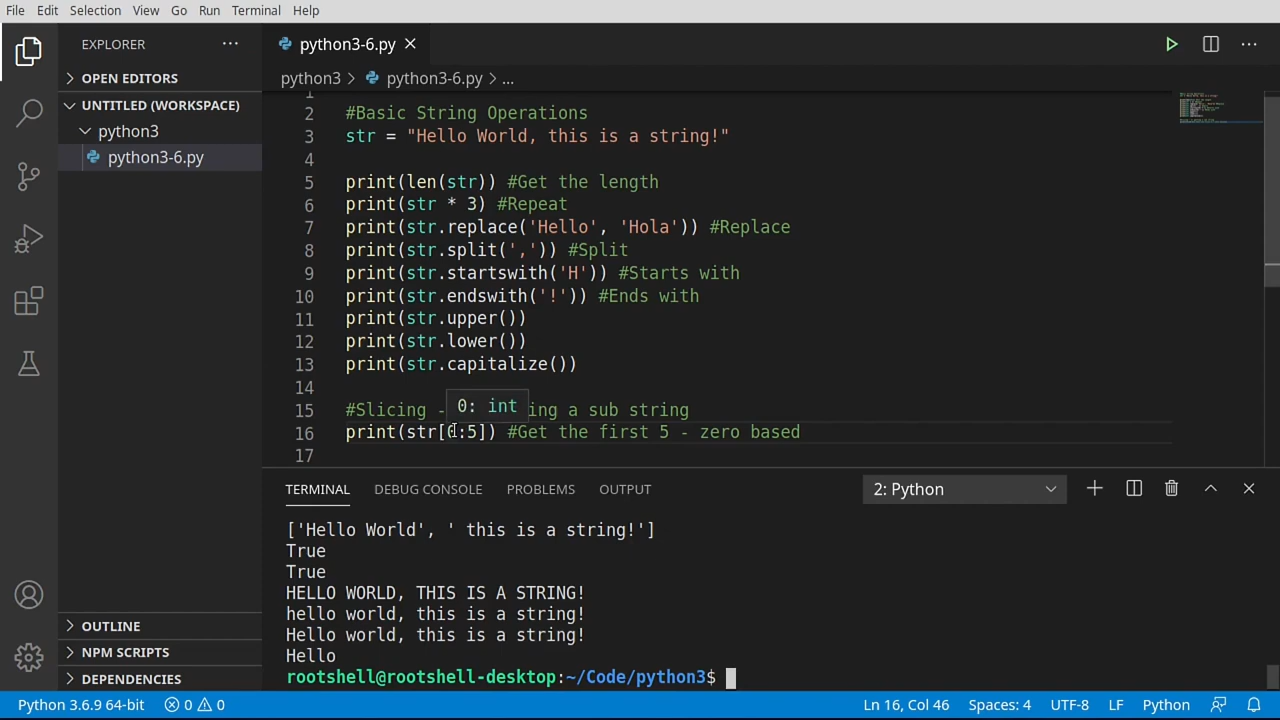 File Edit Selection View Go Run Terminal Help
EXPLORER
python3-6.py
OPEN EDITORS
python3 > python3-6.py > ...
UNTITLED (WORKSPACE)
python3
python3-6.py
1
2 #Basic String Operations
3 str = "Hello World, this is a string!"
4
5 print(len(str)) #Get the length
6 print(str * 3) #Repeat
7 print(str.replace('Hello', 'Hola')) #Replace
8 print(str.split(',')) #Split
9 print(str.startswith('H')) #Starts with
10 print(str.endswith('!')) #Ends with
11 print(str.upper())
12 print(str.lower())
13 print(str.capitalize())
14
0: int
15 #Slicing - ing a sub string
16 print(str[0:5]) #Get the first 5 - zero based
17
TERMINAL DEBUG CONSOLE PROBLEMS OUTPUT 2: Python
['Hello World', ' this is a string!']
True
True
HELLO WORLD, THIS IS A STRING!
hello world, this is a string!
Hello world, this is a string!
Hello
rootshell@rootshell-desktop:~/Code/python3$
OUTLINE
NPM SCRIPTS
DEPENDENCIES
Python 3.6.9 64-bit 0 0 Ln 16, Col 46 Spaces: 4 UTF-8 LF Python